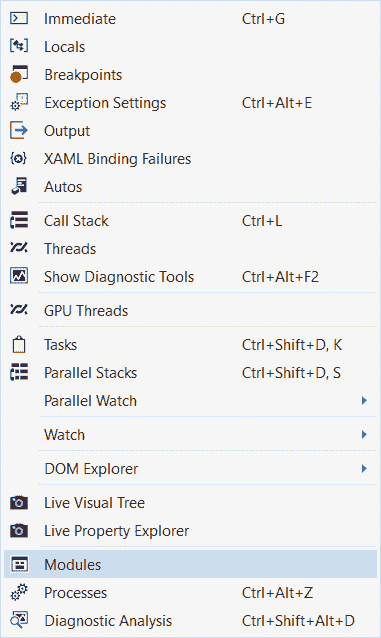 Immediate Ctrl+G
Locals
Breakpoints
Exception Settings Ctrl+Alt+E
Output
XAML Binding Failures
Autos
Call Stack Ctrl+L
Threads
Show Diagnostic Tools Ctrl+Alt+F2
GPU Threads
Tasks Ctrl+Shift+D, K
Parallel Stacks Ctrl+Shift+D, S
Parallel Watch
Watch
DOM Explorer
Live Visual Tree
Live Property Explorer
Modules
Processes Ctrl+Alt+Z
Diagnostic Analysis Ctrl+Shift+Alt+D